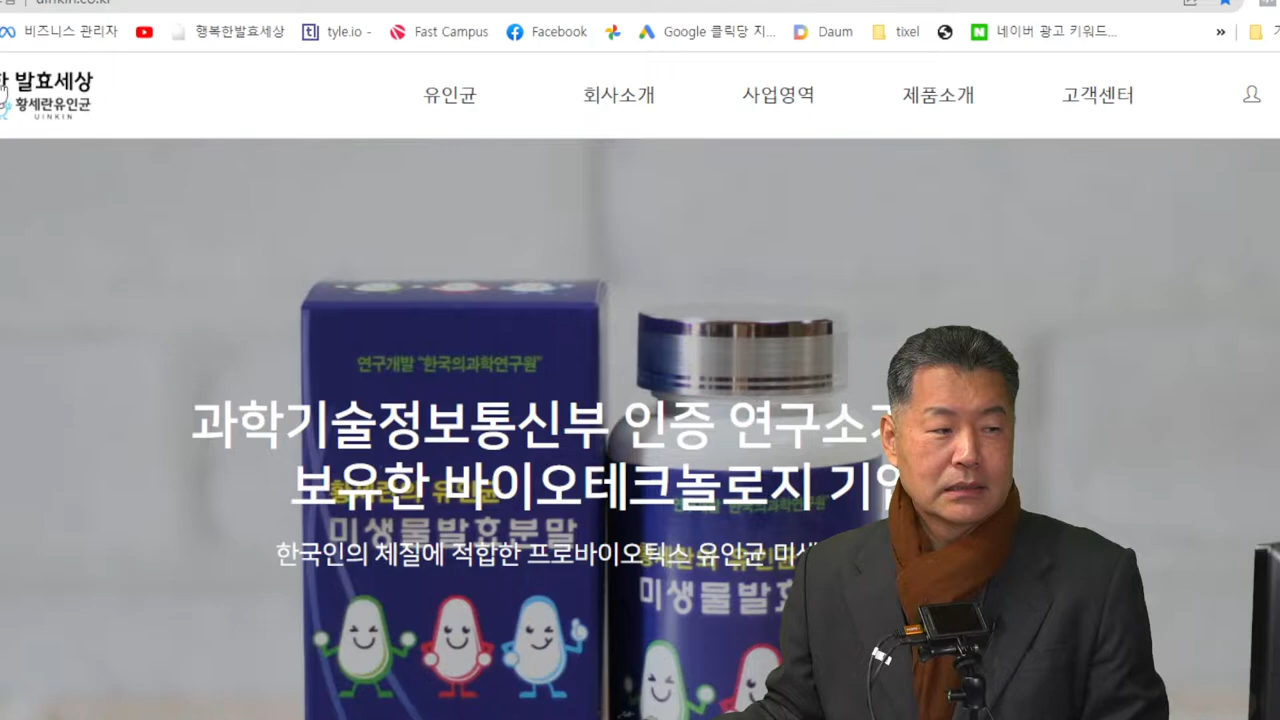 uinkin.co.kr
비즈니스 관리자 행복한발효세상 tyle.io - Fast Campus Facebook Google 클릭당 지... Daum tixel 네이버 광고 키워드... »
발효세상
황세란유인균
UINKIN
유인균 회사소개 사업영역 제품소개 고객센터
연구개발 "한국의과학연구원"
과학기술정보통신부 인증 연구소
보유한 바이오테크놀로지
미생물발효분말
한국인의 체질에 적합한 프로바이오틱스 유인균
미생물발